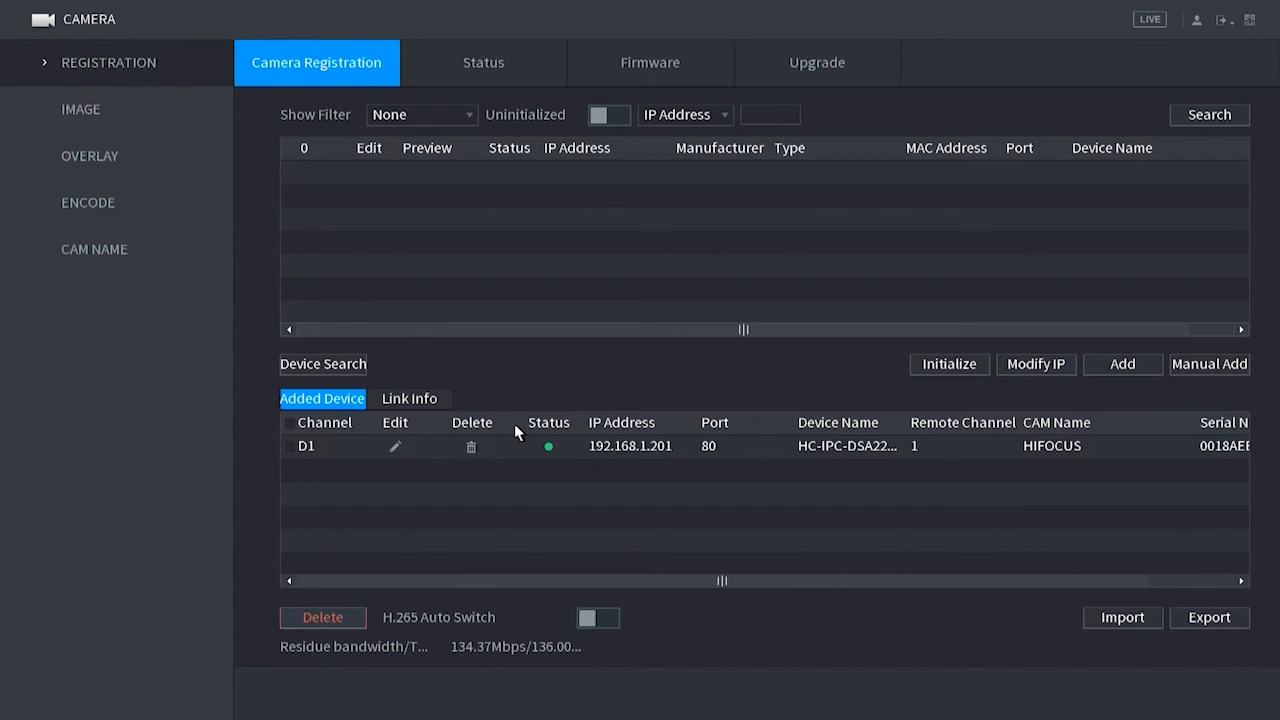 CAMERA
LIVE
REGISTRATION
IMAGE
OVERLAY
ENCODE
CAM NAME
Camera Registration Status Firmware Upgrade
Show Filter None Uninitialized IP Address Search
0 Edit Preview Status IP Address Manufacturer Type MAC Address Port Device Name
Device Search Initialize Modify IP Add Manual Add
Added Device Link Info
Channel Edit Delete Status IP Address Port Device Name Remote Channel CAM Name Serial N
D1 192.168.1.201 80 HC-IPC-DSA22... 1 HIFOCUS 0018AEE
Delete H.265 Auto Switch Import Export
Residue bandwidth/T... 134.37Mbps/136.00...